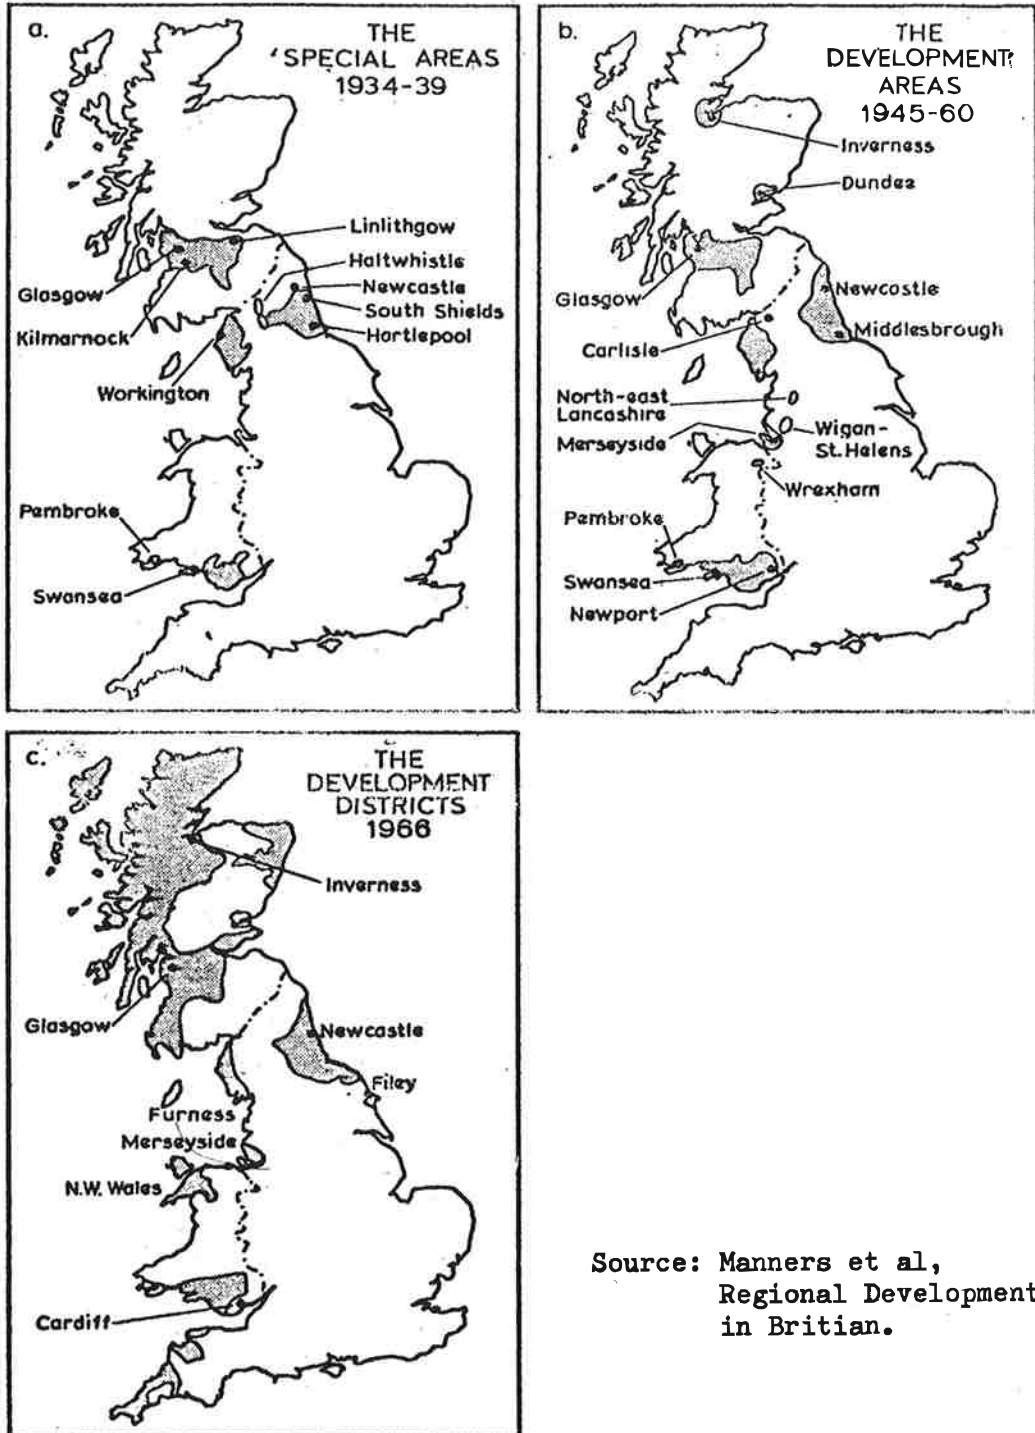 a.
THE
'SPECIAL AREAS
1934-39
Linlithgow
Haltwhistle
Newcastle
South Shields
Hartlepool
Glasgow
Kilmarnock
Workington
Pembroke
Swansea
b.
THE
DEVELOPMENT
AREAS
1945-60
Inverness
Dundee
Glasgow
Newcastle
Middlesbrough
Carlisle
North-east
Lancashire
Merseyside
Wigan-
St. Helens
Wrexham
Pembroke
Swansea
Newport
c.
THE
DEVELOPMENT
DISTRICTS
1966
Inverness
Glasgow
Newcastle
Filey
Furness
Merseyside
N.W. Wales
Cardiff
Source: Manners et al,
Regional Development
in Britian.